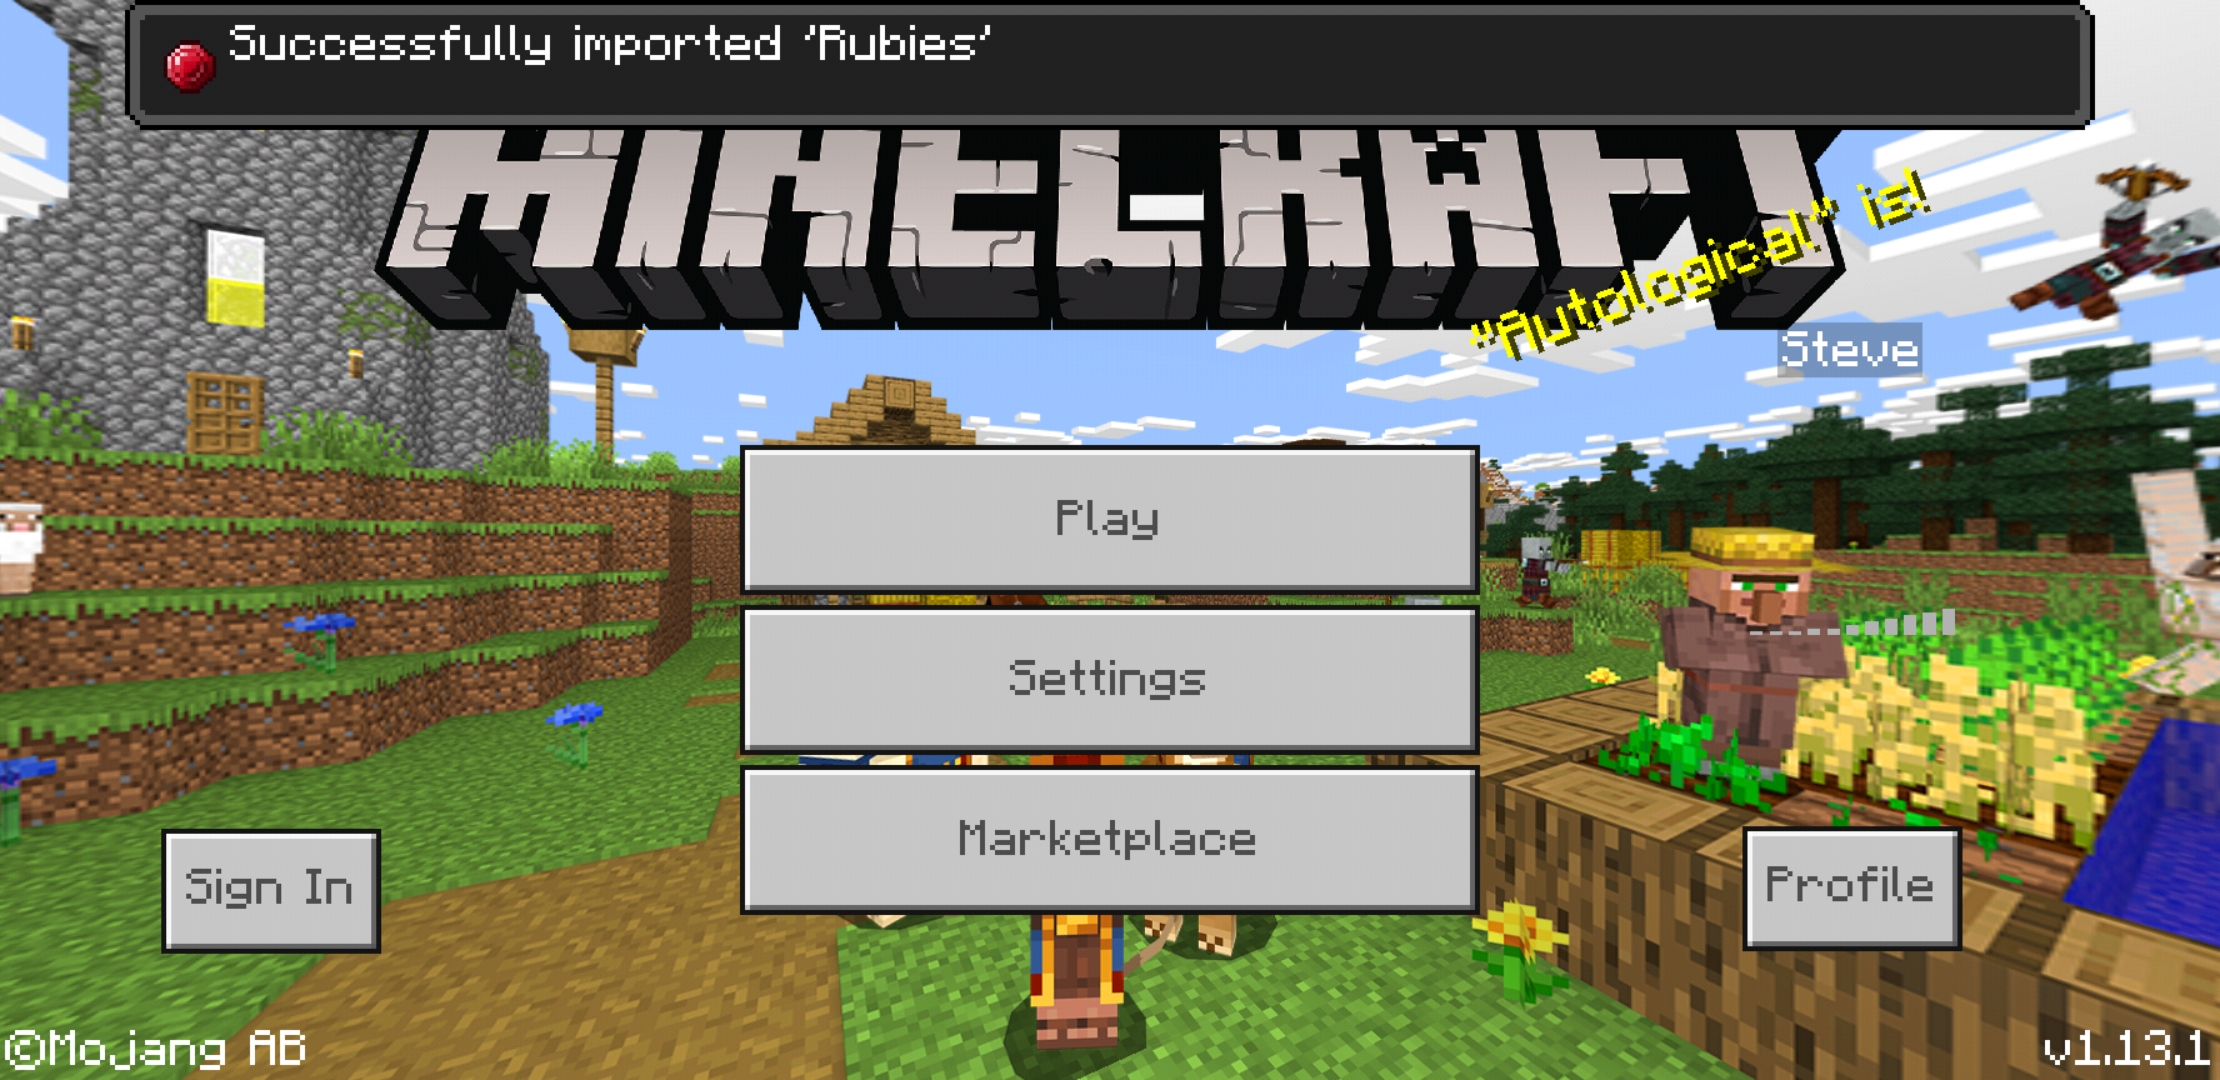 Successfully imported 'Rubies'
MINECRAFT
"Autological" is!
Steve
Play
Settings
Marketplace
Sign In
Profile
©Mojang AB
v1.13.1